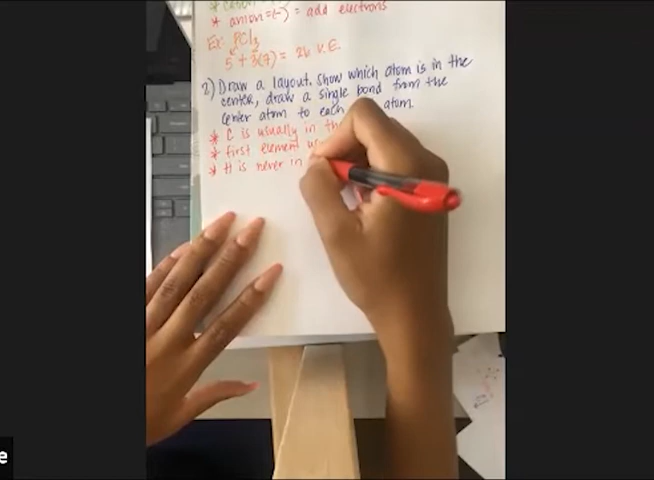 * anion = (-) = add electrons
Ex: PCl3
5 + 3(7) = 26 V.E.
2) Draw a layout. Show which atom is in the
center, draw a single bond from the
center atom to each atom.
* C is usually in the
* first element
* H is never in
e